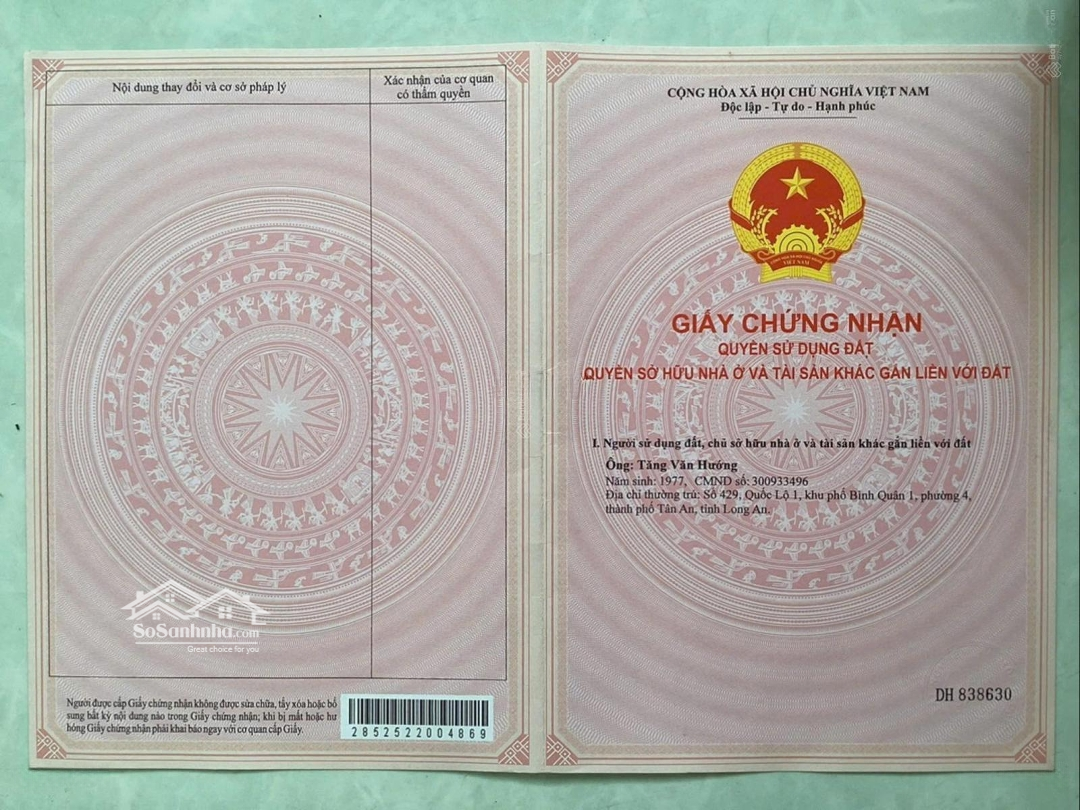 Nội dung thay đổi và cơ sở pháp lý
Xác nhận của cơ quan
có thẩm quyền
SoSanhnha.com
Great choice for you
Người được cấp Giấy chứng nhận không được sửa chữa, tẩy xóa hoặc bổ
sung bất kỳ nội dung nào trong Giấy chứng nhận; khi bị mất hoặc hư
hỏng Giấy chứng nhận phải khai báo ngay với cơ quan cấp Giấy.
2852522004869
CỘNG HÒA XÃ HỘI CHỦ NGHĨA VIỆT NAM
Độc lập - Tự do - Hạnh phúc
VIỆT NAM
GIẤY CHỨNG NHẬN
QUYỀN SỬ DỤNG ĐẤT
QUYỀN SỞ HỮU NHÀ Ở VÀ TÀI SẢN KHÁC GẮN LIỀN VỚI ĐẤT
I. Người sử dụng đất, chủ sở hữu nhà ở và tài sản khác gắn liền với đất
Ông: Tăng Văn Hướng
Năm sinh: 1977, CMND số: 300933496
Địa chỉ thường trú: Số 429, Quốc Lộ 1, khu phố Bình Quân 1, phường 4,
thành phố Tân An, tỉnh Long An.
DH 838630